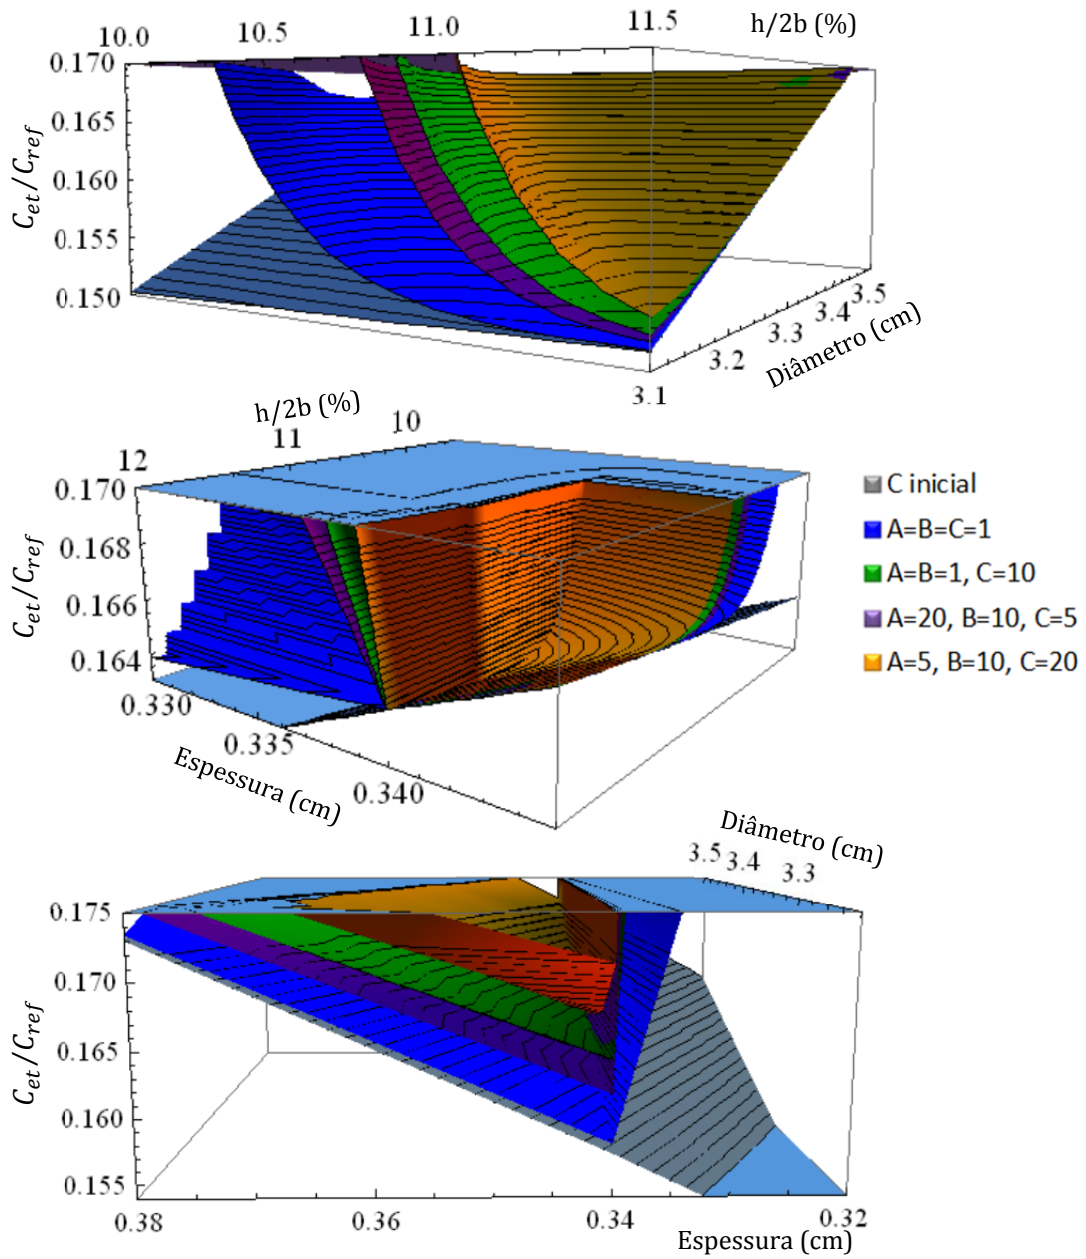 10.0 10.5 11.0 11.5 h/2b (%)
0.170
0.165
0.160
0.155
0.150
C_et/C_ref
3.5
3.4
3.3
3.2
3.1
Diâmetro (cm)
h/2b (%)
12 11 10
0.170
0.168
0.166
0.164
C_et/C_ref
0.330
0.335
0.340
Espessura (cm)
C inicial
A=B=C=1
A=B=1, C=10
A=20, B=10, C=5
A=5, B=10, C=20
Diâmetro (cm)
3.5 3.4 3.3
0.175
0.170
0.165
0.160
0.155
C_et/C_ref
0.38 0.36 0.34 0.32
Espessura (cm)